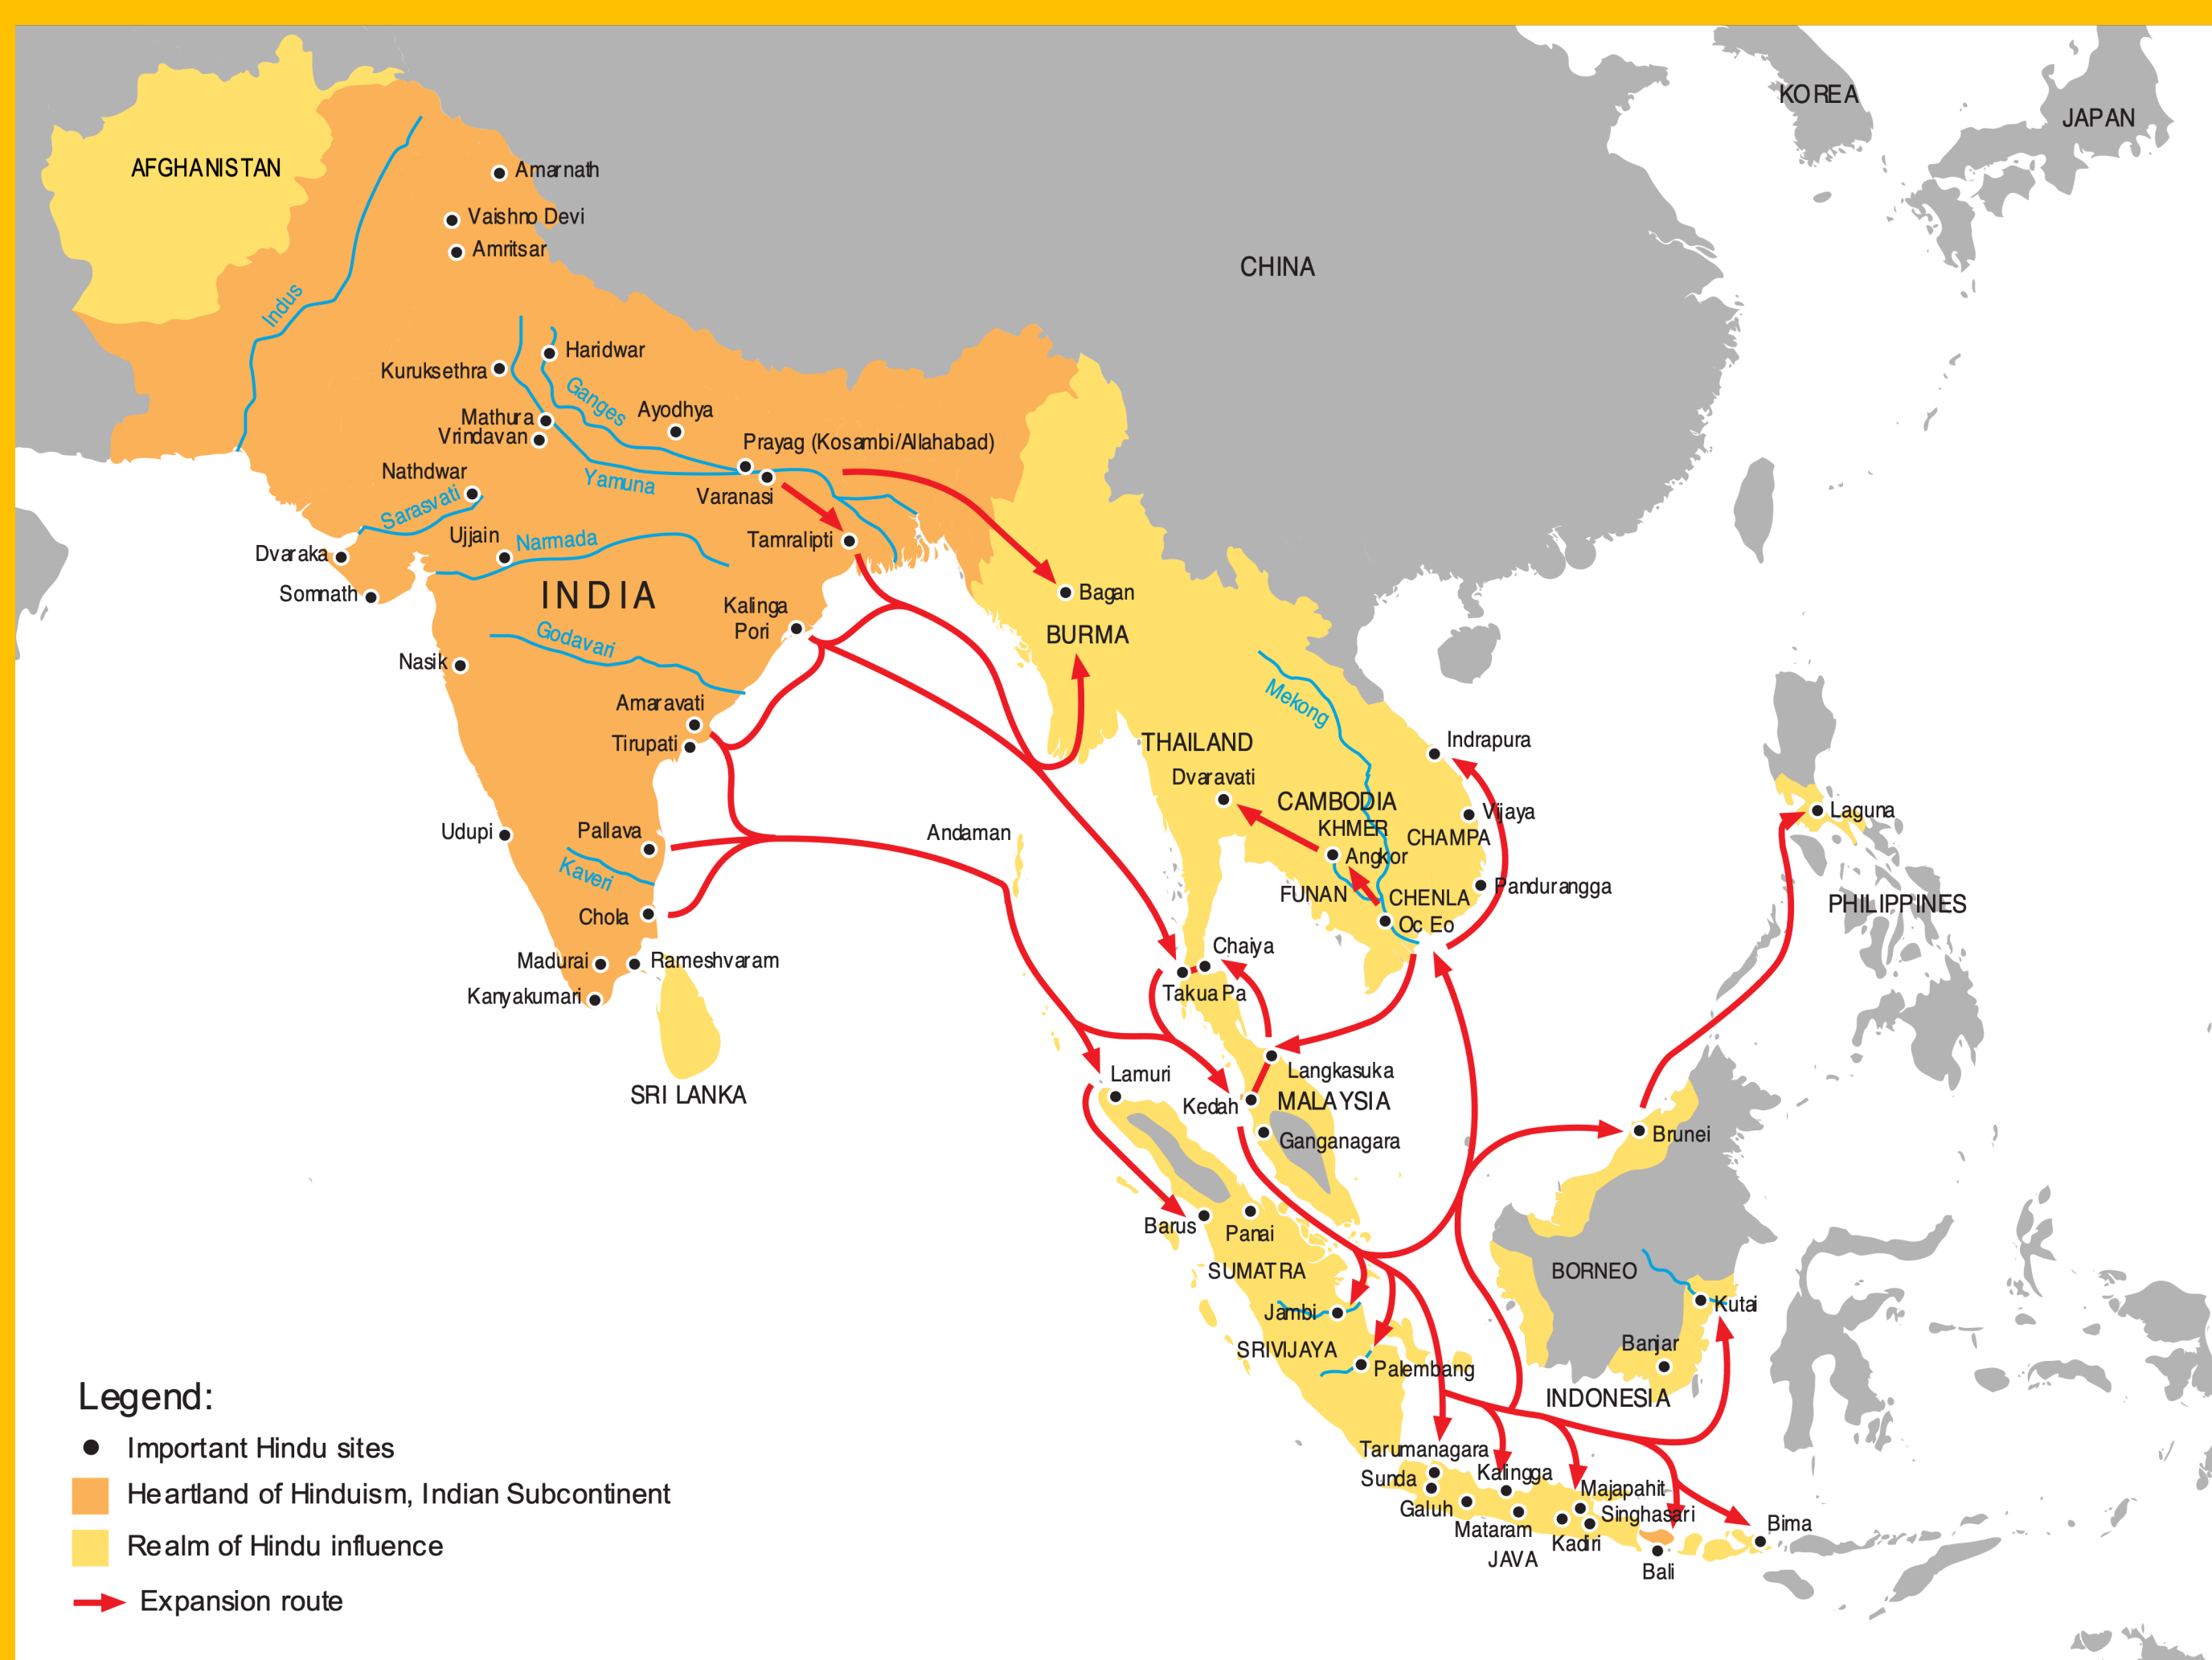 KOREA
JAPAN
AFGHANISTAN
Amarnath
Vaishno Devi
Amritsar
CHINA
Indus
Haridwar
Kuruksethra
Ganges
Ayodhya
Mathura
Vrindavan
Prayag (Kosambi/Allahabad)
Nathdwar
Yamuna
Varanasi
Sarasvati
Ujjain
Narmada
Tamralipti
Dvaraka
Somnath
INDIA
Kalinga
Pori
Bagan
BURMA
Godavari
Nasik
Mekong
Amaravati
Tirupati
THAILAND
Indrapura
Dvaravati
CAMBODIA
KHMER
Vijaya
CHAMPA
Laguna
Udupi
Pallava
Andaman
Angkor
Kaveri
FUNAN
CHENLA
Pandurangga
PHILIPPINES
Chola
Oc Eo
Madurai
Rameshvaram
Chaiya
Kanyakumari
Takua Pa
SRI LANKA
Lamuri
Langkasuka
Kedah
MALAYSIA
Ganganagara
Brunei
Barus
Panai
SUMATRA
BORNEO
Jambi
Kutai
SRIVIJAYA
Banjar
Palembang
INDONESIA
Legend:
Important Hindu sites
Heartland of Hinduism, Indian Subcontinent
Realm of Hindu influence
Expansion route
Tarumanagara
Sunda
Kalingga
Galuh
Majapahit
Singhasari
Mataram
Kadiri
JAVA
Bima
Bali